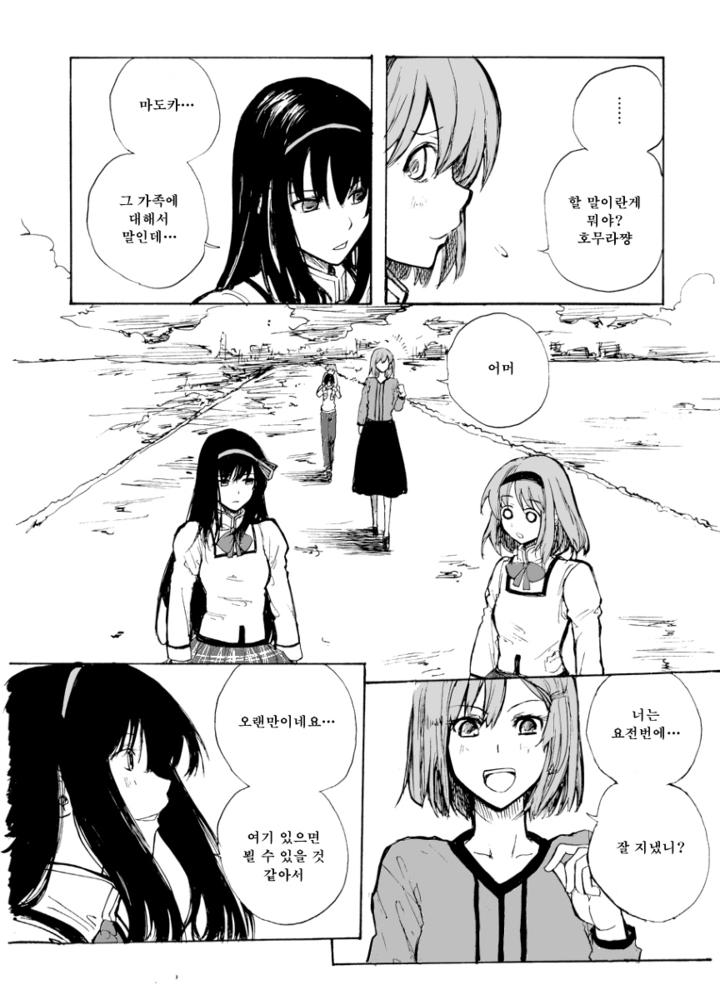 ……
할 말이란게
뭐야?
호무라쨩
마도카…
그 가족에
대해서
말인데…
어머
너는
요전번에…
잘 지냈니?
오랜만이네요…
여기 있으면
뵐 수 있을 것
같아서